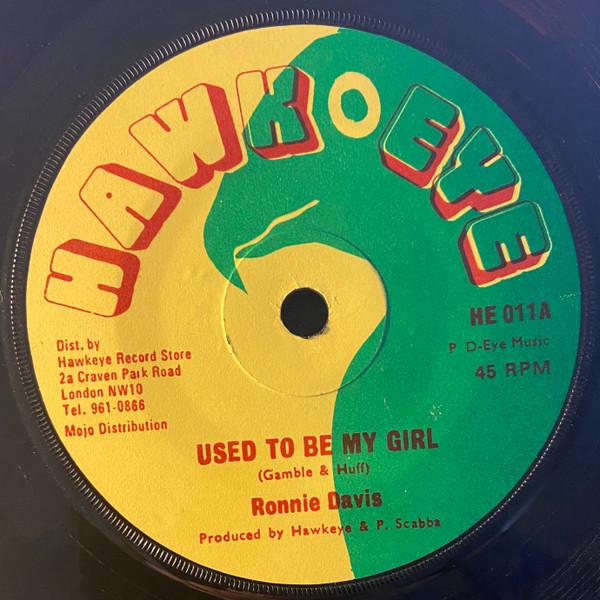 HAWKEYE
HE 011A
P D-Eye Music
45 RPM
Dist. by
Hawkeye Record Store
2a Craven Park Road
London NW10
Tel. 961-0866
Mojo Distribution
USED TO BE MY GIRL
(Gamble & Huff)
Ronnie Davis
Produced by Hawkeye & P. Scabba